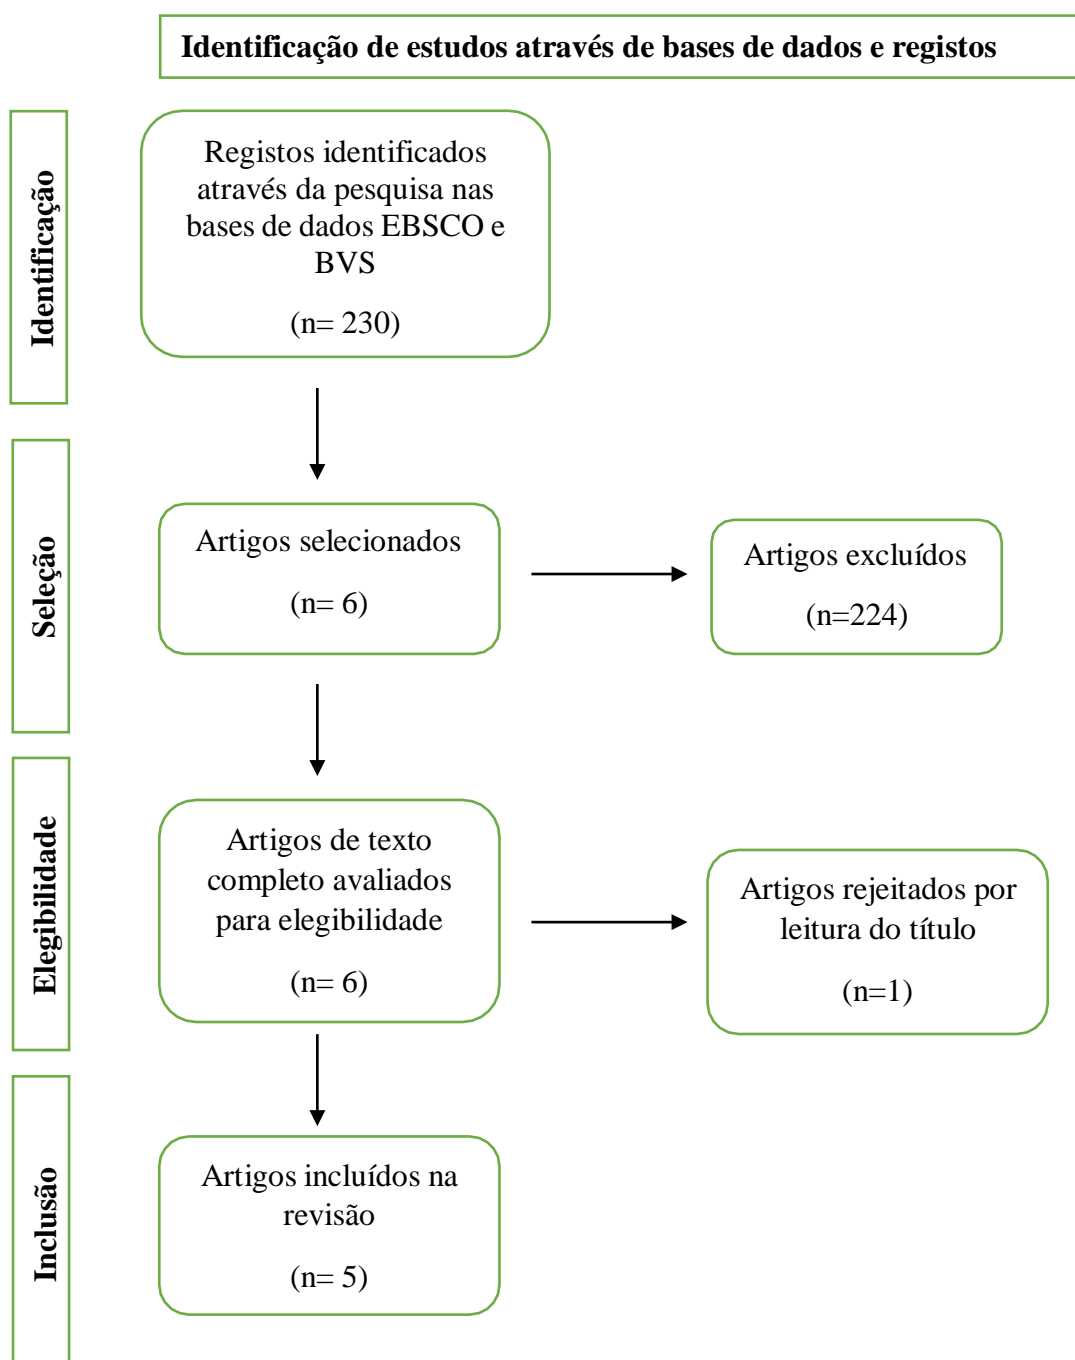 Identificação de estudos através de bases de dados e registos
Identificação
Registos identificados
através da pesquisa nas
bases de dados EBSCO e
BVS
(n= 230)
Seleção
Artigos selecionados
(n= 6)
Artigos excluídos
(n=224)
Elegibilidade
Artigos de texto
completo avaliados
para elegibilidade
(n= 6)
Artigos rejeitados por
leitura do título
(n=1)
Inclusão
Artigos incluídos na
revisão
(n= 5)